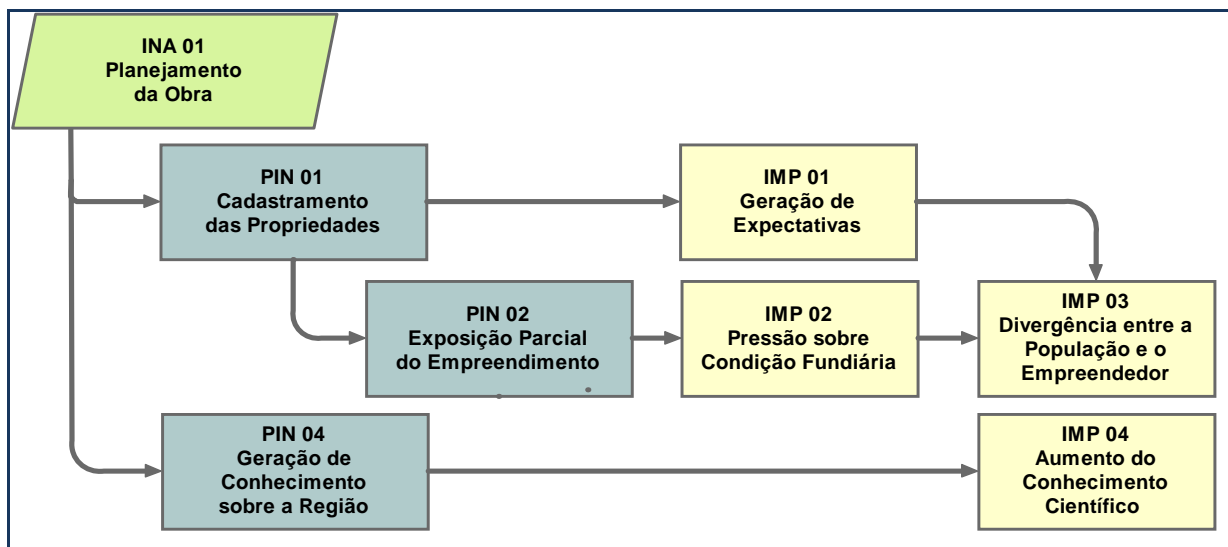 INA 01
Planejamento
da Obra
PIN 01
Cadastramento
das Propriedades
IMP 01
Geração de
Expectativas
PIN 02
Exposição Parcial
do Empreendimento
IMP 02
Pressão sobre
Condição Fundiária
IMP 03
Divergência entre a
População e o
Empreendedor
PIN 04
Geração de
Conhecimento
sobre a Região
IMP 04
Aumento do
Conhecimento
Científico